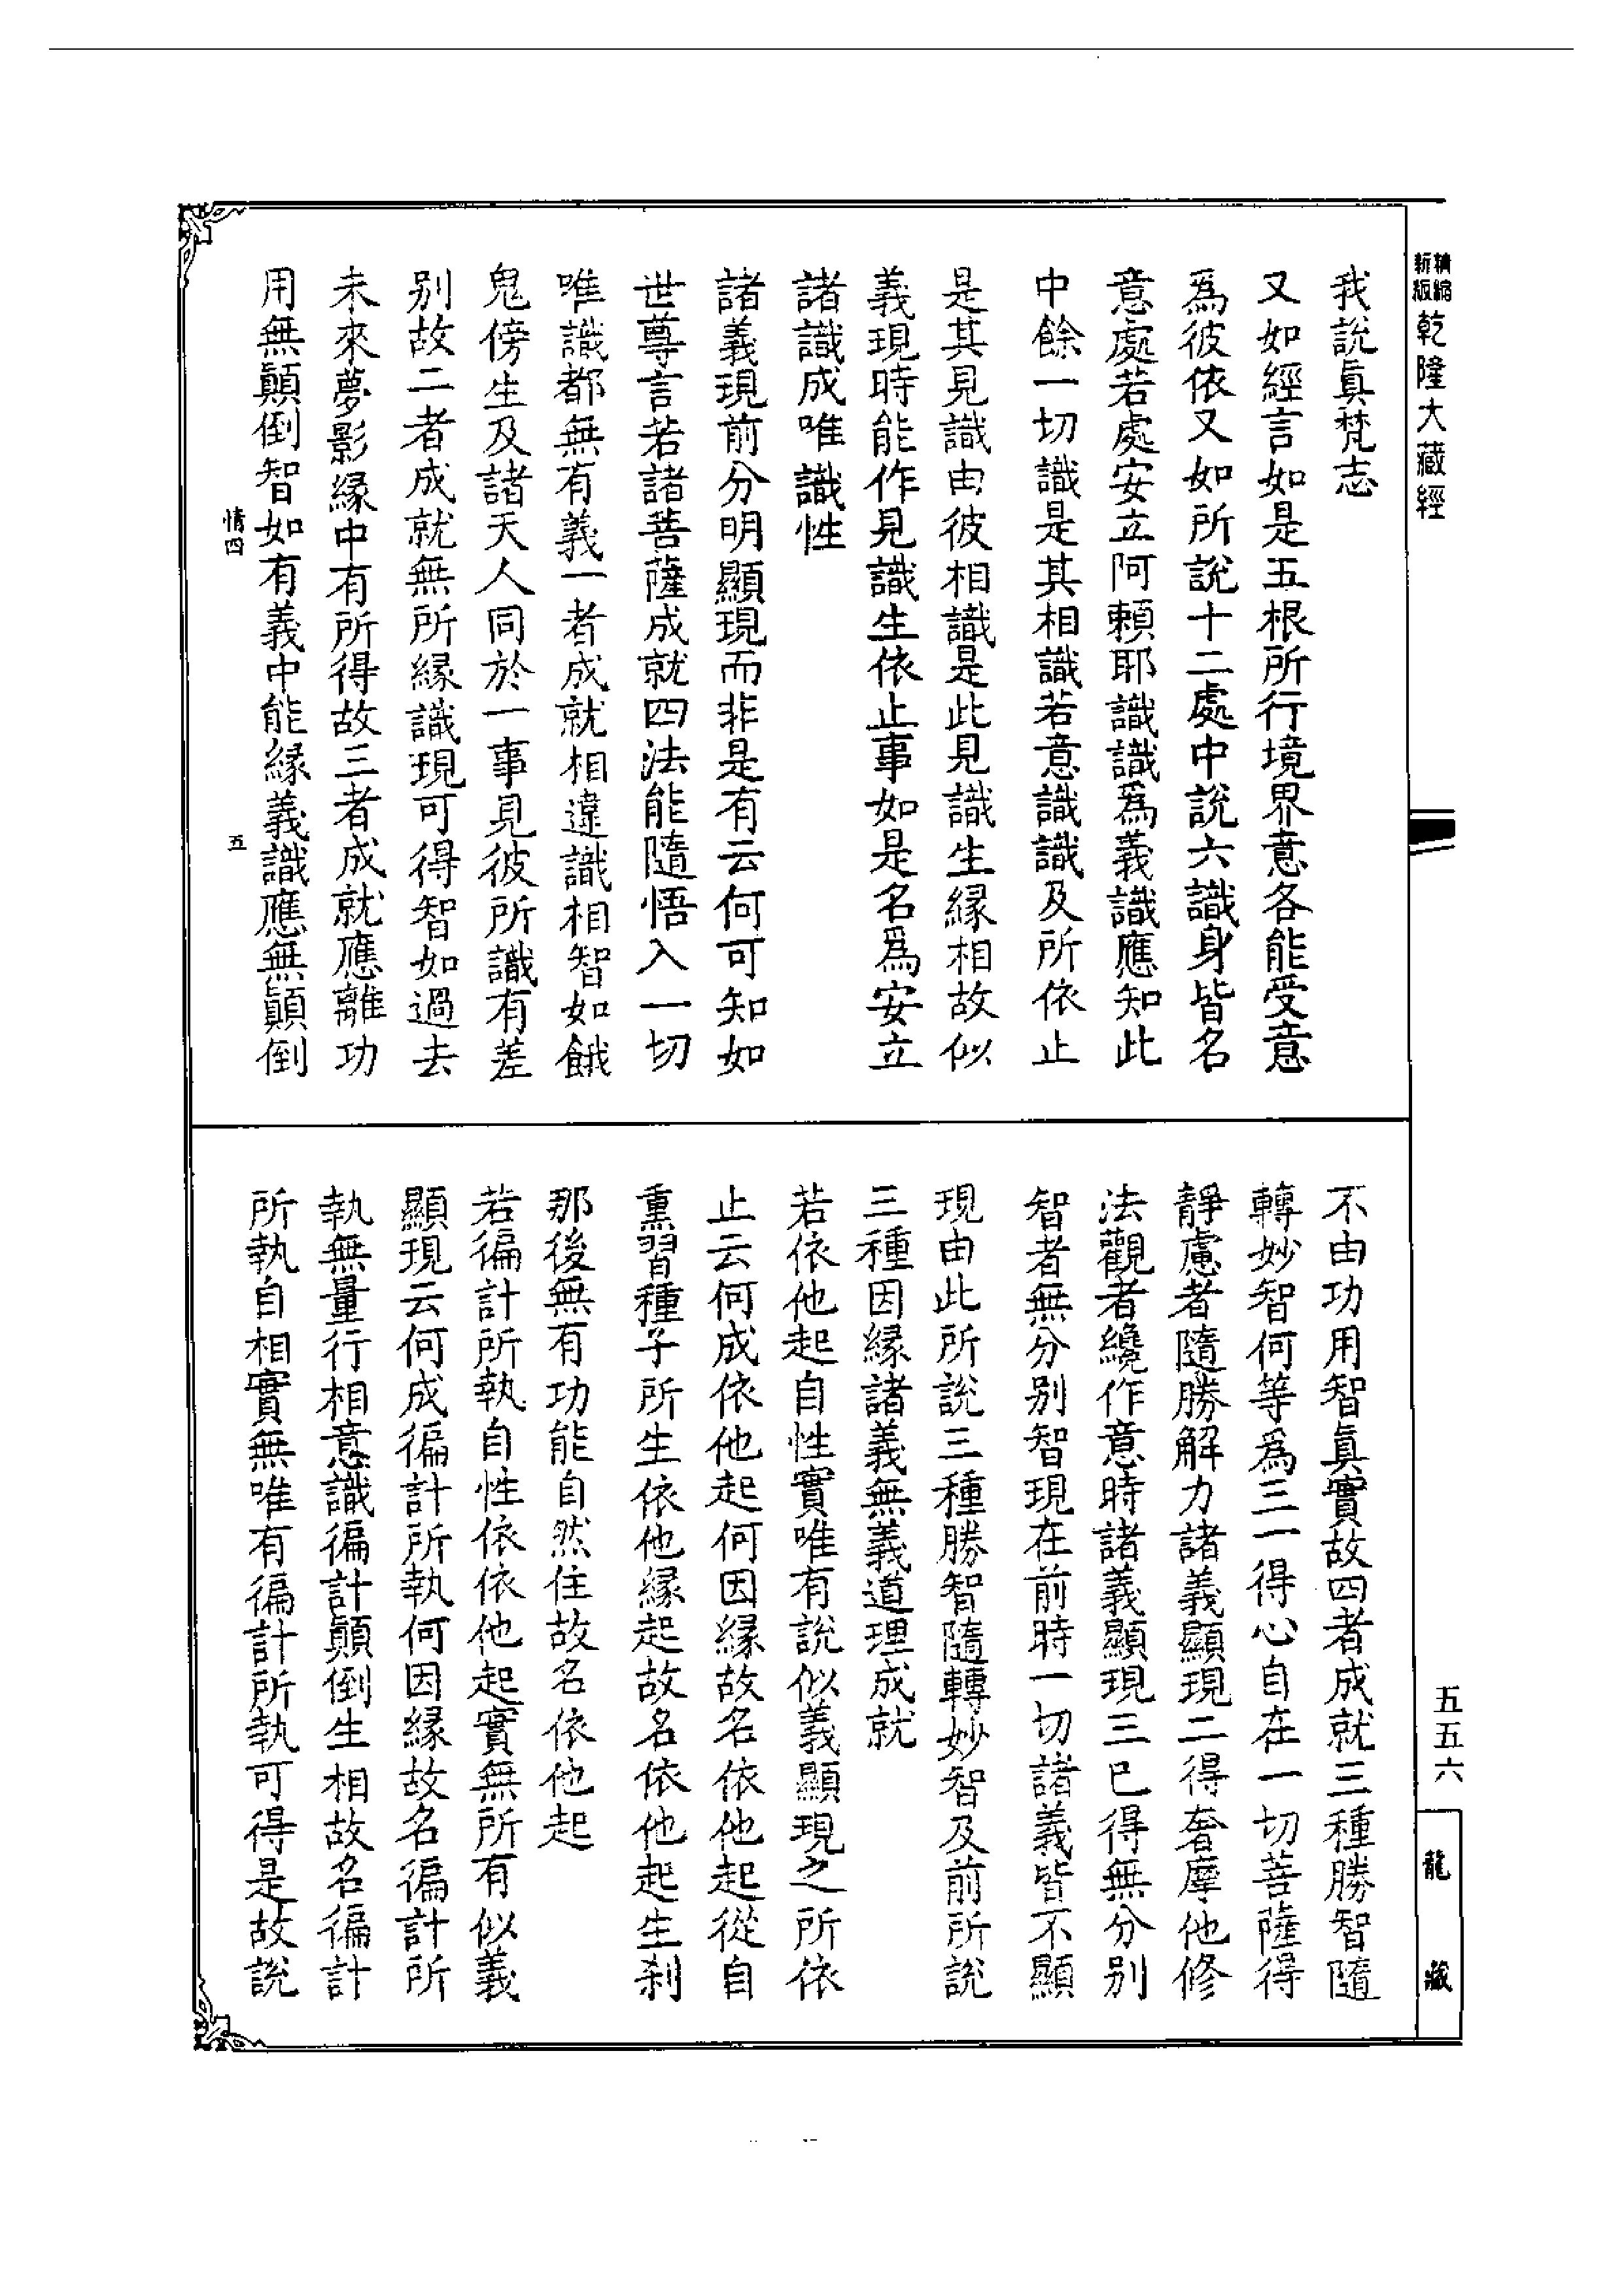 精縮
新版
乾隆大藏經
我說眞梵志
又如經言如是五根所行境界意各能受意
爲彼依又如所說十二處中說六識身皆名
意處若處安立阿賴耶識識爲義識應知此
中餘一切識是其相識若意識識及所依止
是其見識由彼相識是此見識生緣相故似
義現時能作見識生依止事如是名爲安立
諸識成唯識性
諸義現前分明顯現而非是有云何可知如
世尊言若諸菩薩成就四法能隨悟入一切
唯識都無有義一者成就相違識相智如餓
鬼傍生及諸天人同於一事見彼所識有差
別故二者成就無所緣識現可得智如過去
未來夢影緣中有所得故三者成就應離功
用無顚倒智如有義中能緣義識應無顚倒
情四
五
不由功用智眞實故四者成就三種勝智隨
轉妙智何等爲三一得心自在一切菩薩得
靜慮者隨勝解力諸義顯現二得奢摩他修
法觀者纔作意時諸義顯現三已得無分別
智者無分別智現在前時一切諸義皆不顯
現由此所說三種勝智隨轉妙智及前所說
三種因緣諸義無義道理成就
若依他起自性實唯有說似義顯現之所依
止云何成依他起何因緣故名依他起從自
熏習種子所生依他緣起故名依他起生刹
那後無有功能自然住故名依他起
若徧計所執自性依依他起實無所有似義
顯現云何成徧計所執何因緣故名徧計所
執無量行相意識徧計顚倒生相故名徧計
所執自相實無唯有徧計所執可得是故說
五五六
龍藏